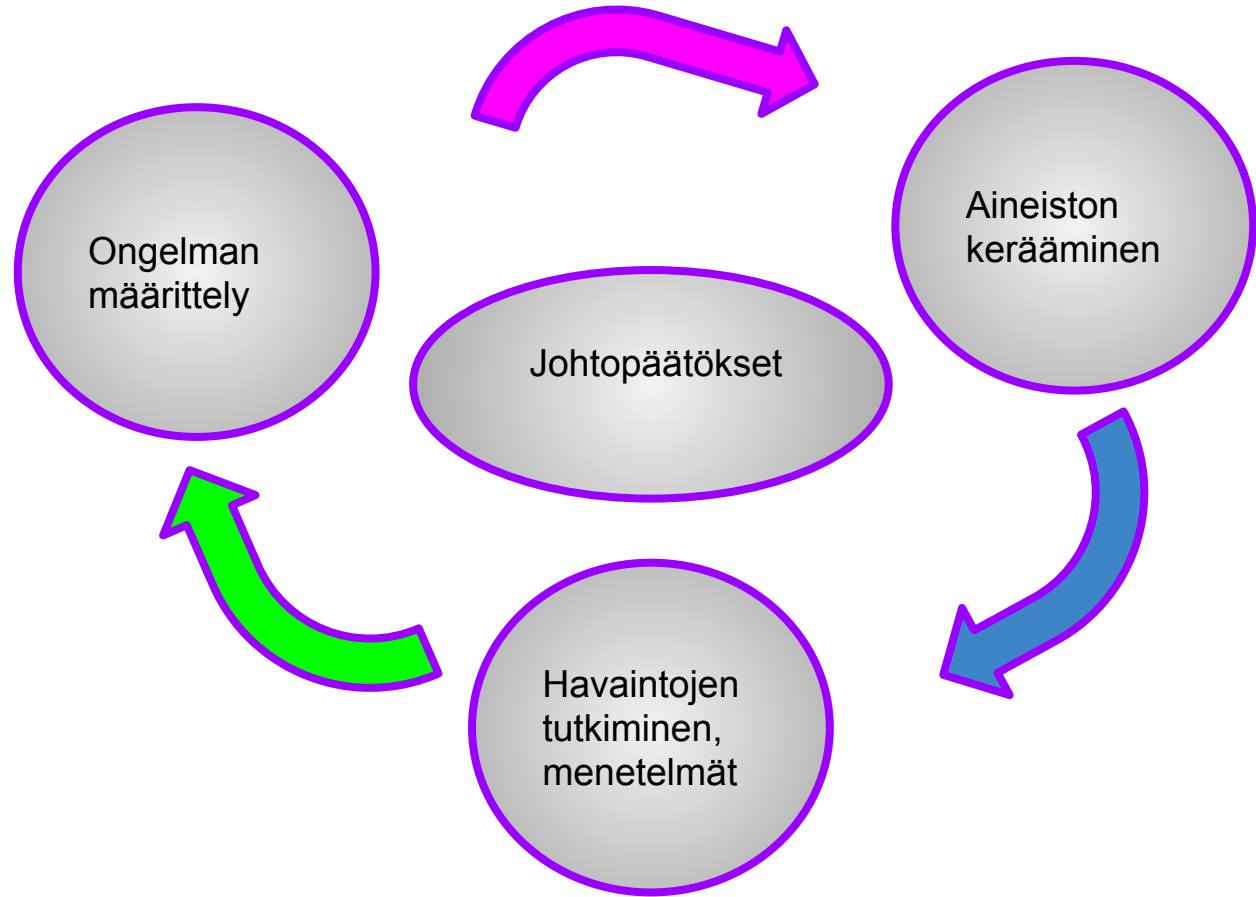 Ongelman
määrittely
Aineiston
kerääminen
Johtopäätökset
Havaintojen
tutkiminen,
menetelmät